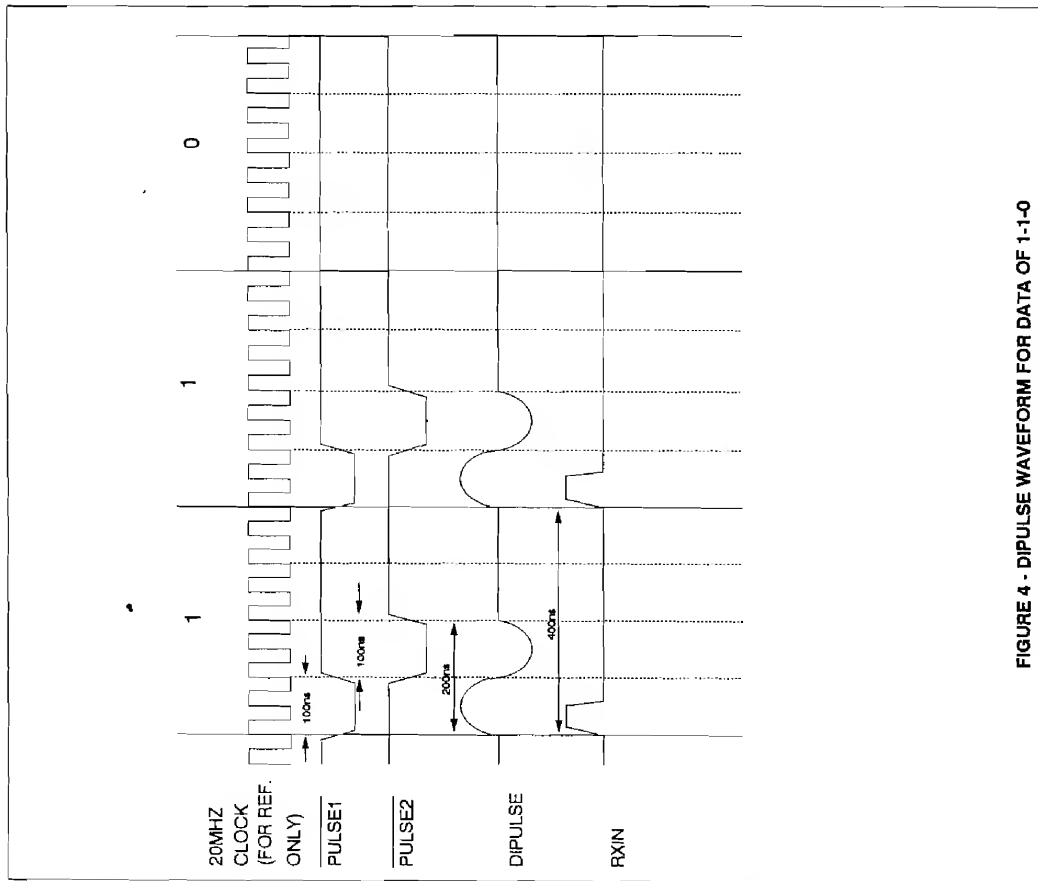 1
1
0
20MHZ
CLOCK
(FOR REF.
ONLY)
PULSE1
100ns
100ns
PULSE2
DIPULSE
200ns
RXIN
400ns
FIGURE 4 - DIPULSE WAVEFORM FOR DATA OF 1-1-0